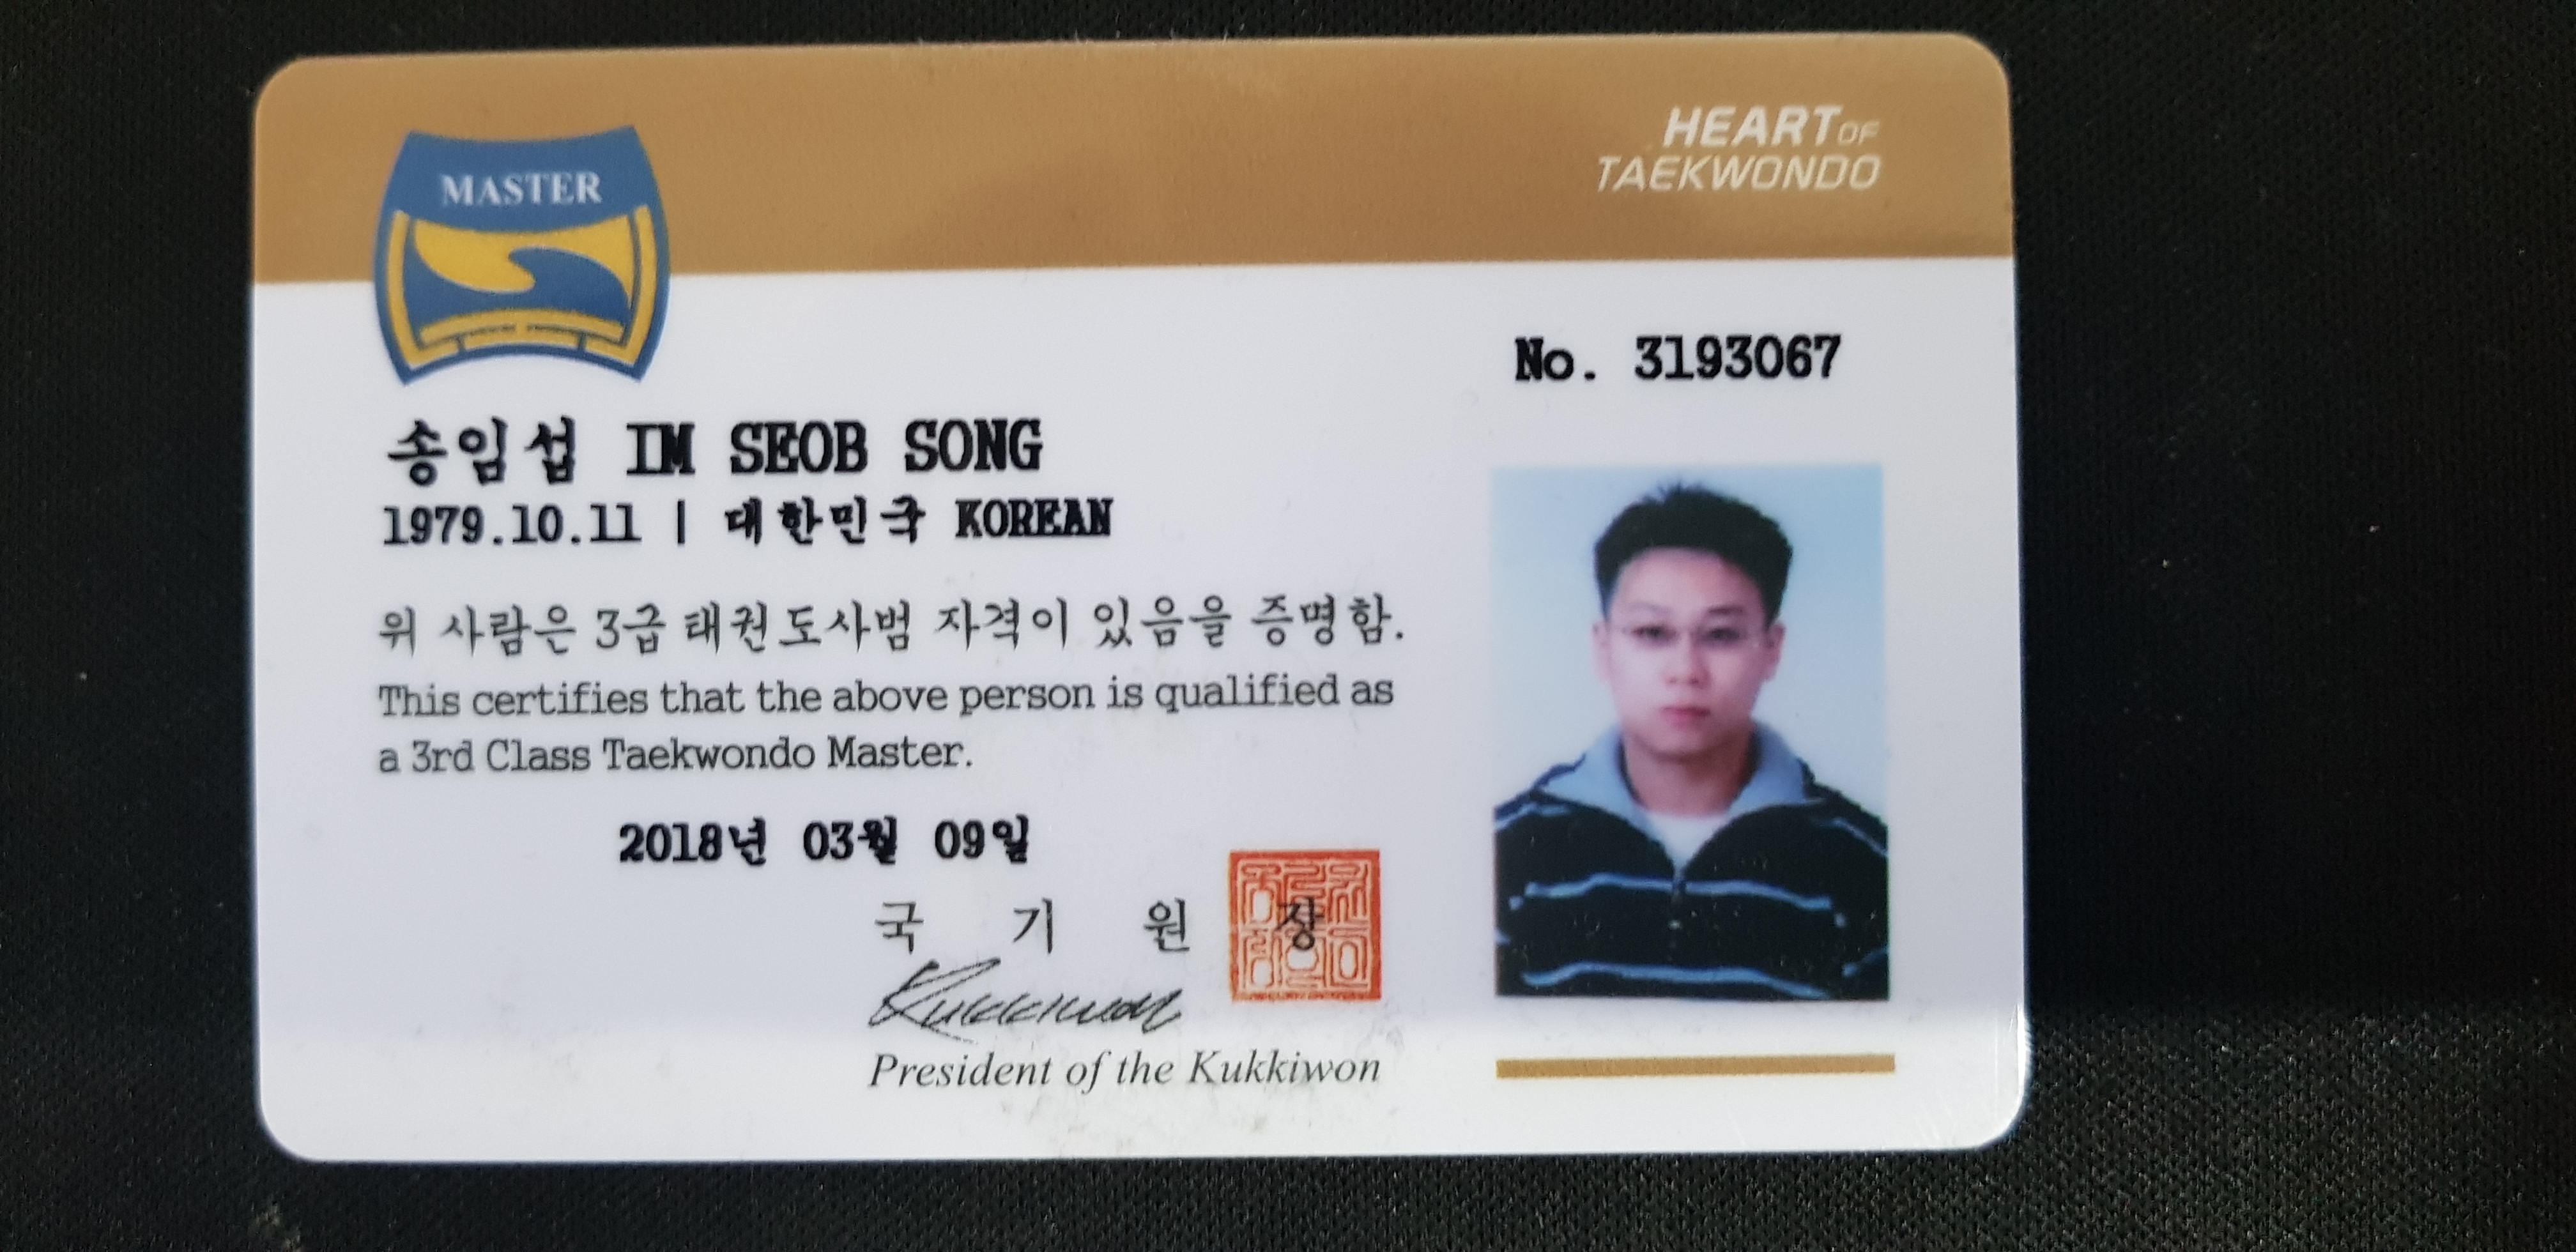 MASTER
HEART OF
TAEKWONDO
No. 3193067
송임섭 IM SEOB SONG
1979.10.11 | 대한민국 KOREAN
위 사람은 3급 태권도사범 자격이 있음을 증명함.
This certifies that the above person is qualified as
a 3rd Class Taekwondo Master.
2018년 03월 09일
국 기 원 장
Kukkiwon
President of the Kukkiwon